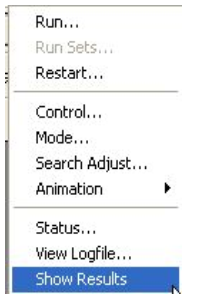 Run...
Run Sets...
Restart...
Control...
Mode...
Search Adjust...
Animation
Status...
View Logfile...
Show Results